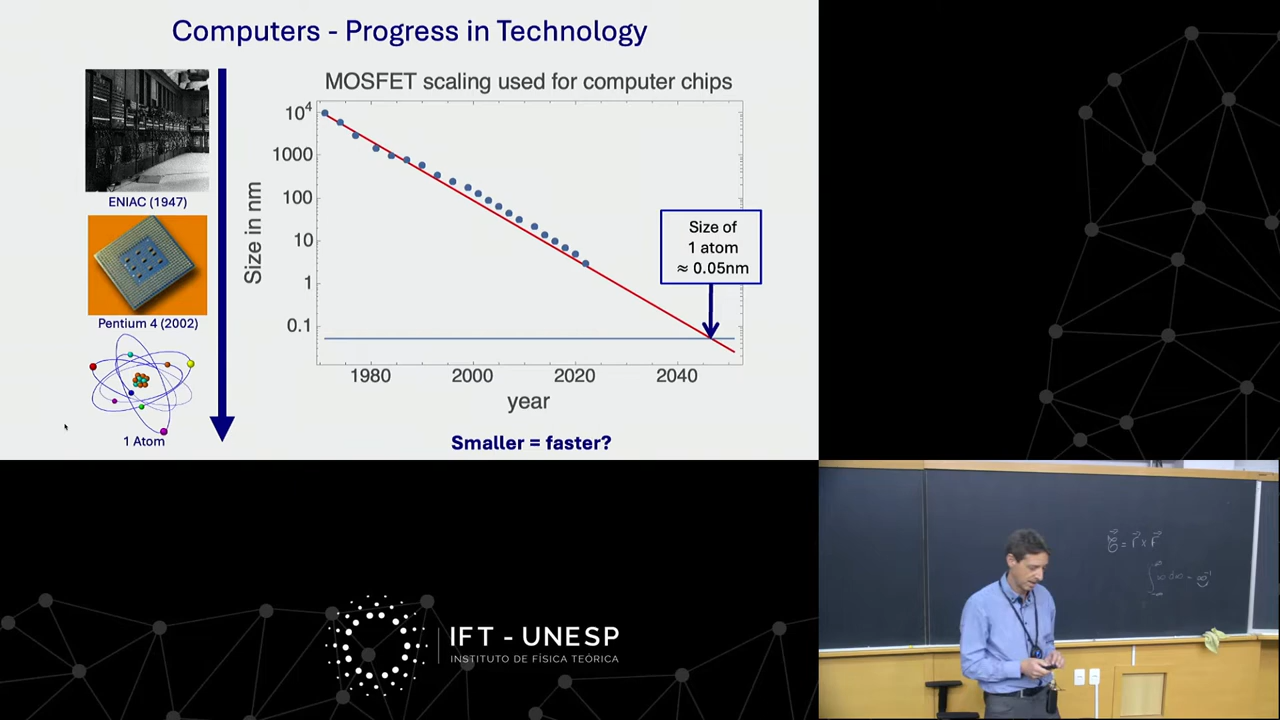 Computers - Progress in Technology
ENIAC (1947)
Pentium 4 (2002)
1 Atom
MOSFET scaling used for computer chips
Size in nm
10⁴
1000
100
10
1
0.1
Size of
1 atom
≈ 0.05nm
1980
2000
2020
2040
year
Smaller = faster?
IFT - UNESP
INSTITUTO DE FÍSICA TEÓRICA